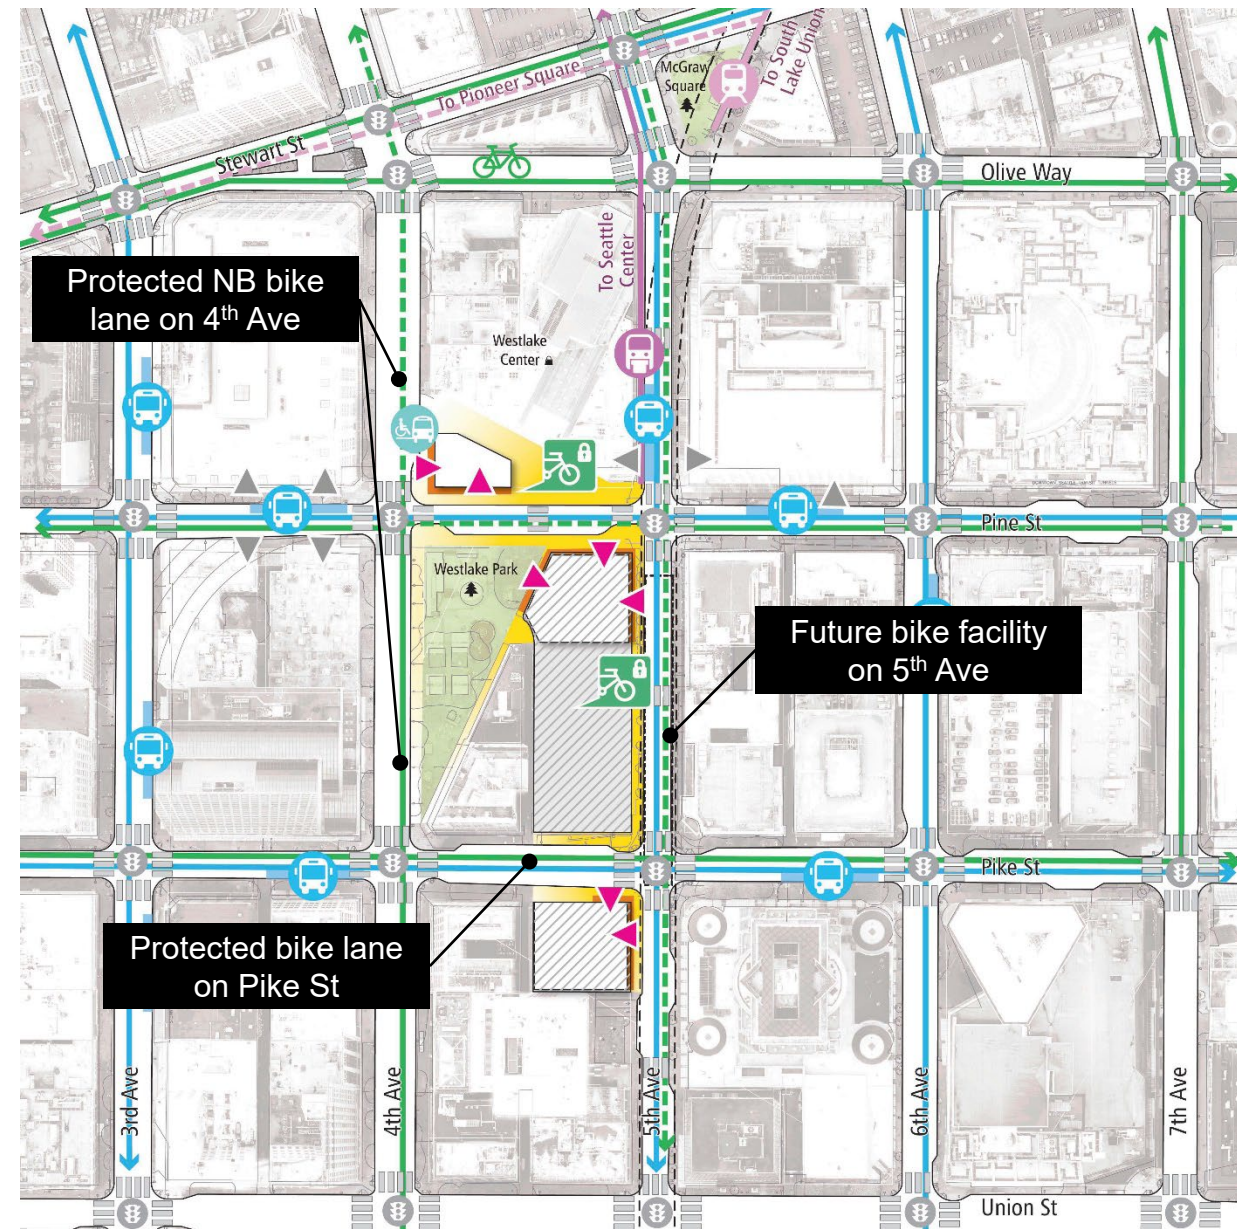 To South
Lake Union
McGraw
Square
To Pioneer Square
Stewart St
Olive Way
To Seattle
Center
Protected NB bike
lane on 4th Ave
Westlake
Center
Pine St
Westlake Park
Future bike facility
on 5th Ave
Pike St
Protected bike lane
on Pike St
3rd Ave
4th Ave
5th Ave
6th Ave
7th Ave
Union St